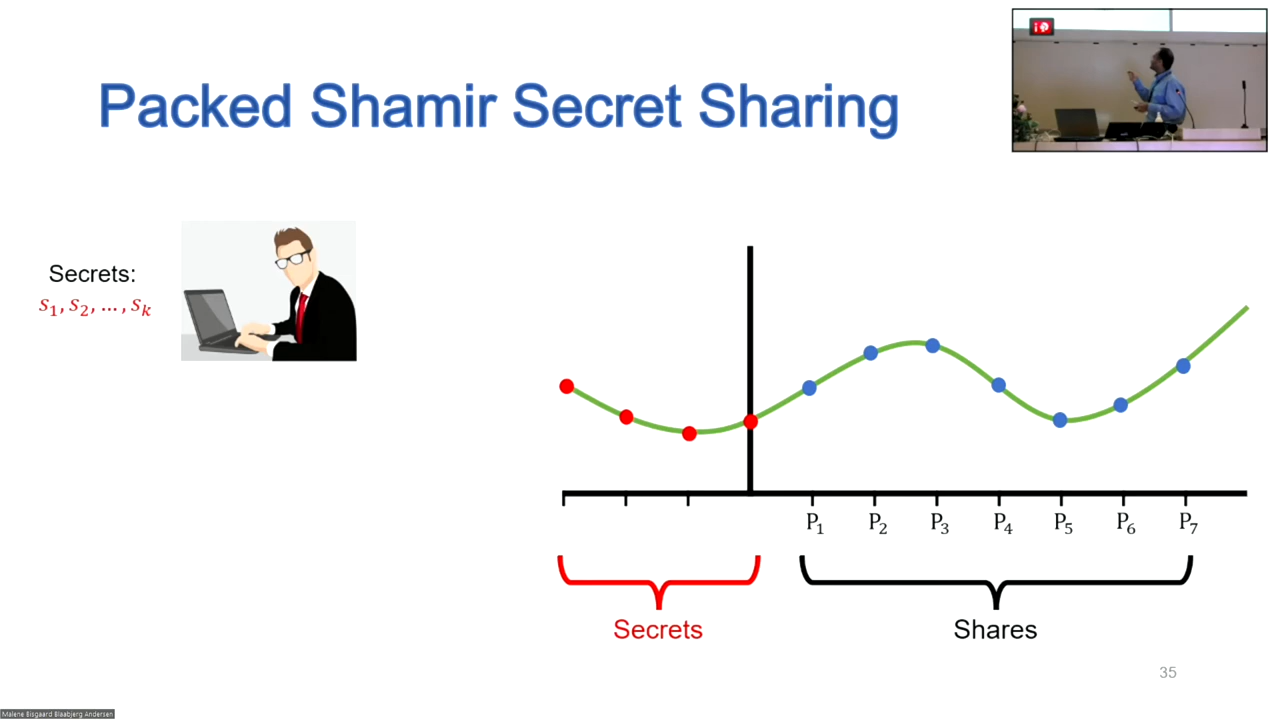 Packed Shamir Secret Sharing
Secrets:
s₁, s₂, … , sₖ
P₁ P₂ P₃ P₄ P₅ P₆ P₇
Secrets
Shares
35
Malene Bisgaard Blaabjerg Andersen